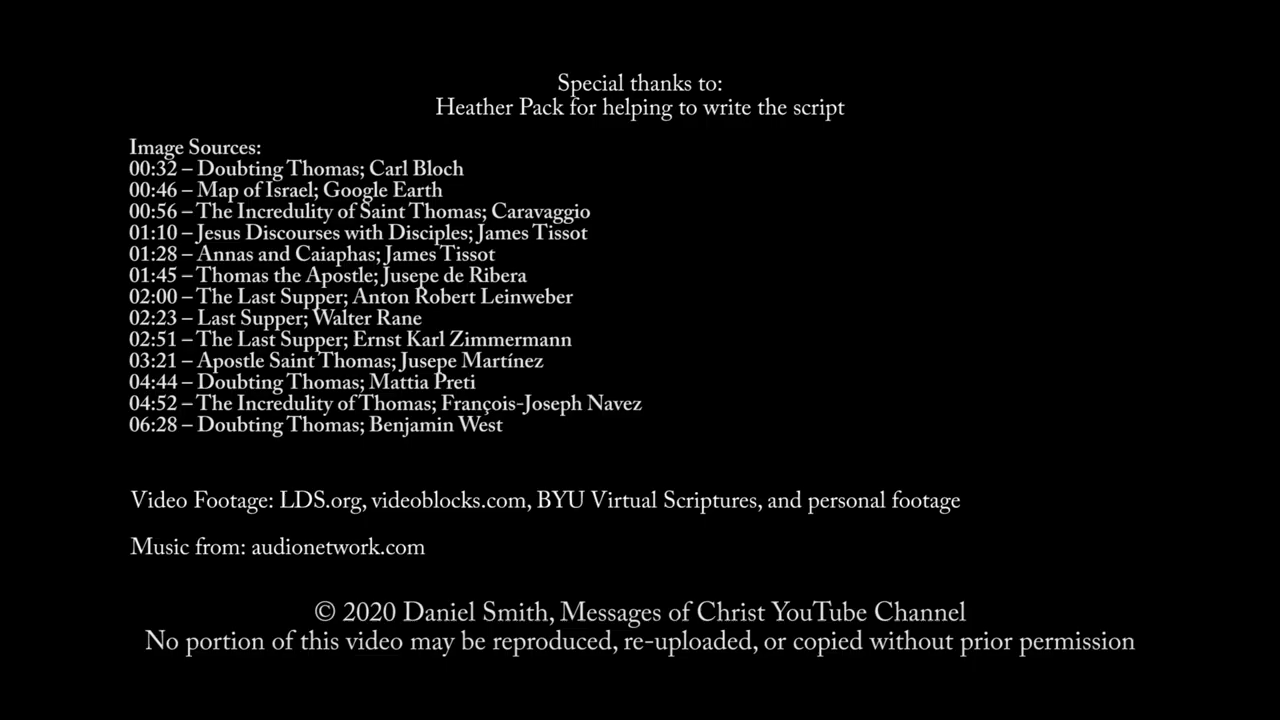 Special thanks to:
Heather Pack for helping to write the script
Image Sources:
00:32 – Doubting Thomas; Carl Bloch
00:46 – Map of Israel; Google Earth
00:56 – The Incredulity of Saint Thomas; Caravaggio
01:10 – Jesus Discourses with Disciples; James Tissot
01:28 – Annas and Caiaphas; James Tissot
01:45 – Thomas the Apostle; Jusepe de Ribera
02:00 – The Last Supper; Anton Robert Leinweber
02:23 – Last Supper; Walter Rane
02:51 – The Last Supper; Ernst Karl Zimmermann
03:21 – Apostle Saint Thomas; Jusepe Martínez
04:44 – Doubting Thomas; Mattia Preti
04:52 – The Incredulity of Thomas; François-Joseph Navez
06:28 – Doubting Thomas; Benjamin West
Video Footage: LDS.org, videoblocks.com, BYU Virtual Scriptures, and personal footage
Music from: audionetwork.com
© 2020 Daniel Smith, Messages of Christ YouTube Channel
No portion of this video may be reproduced, re-uploaded, or copied without prior permission